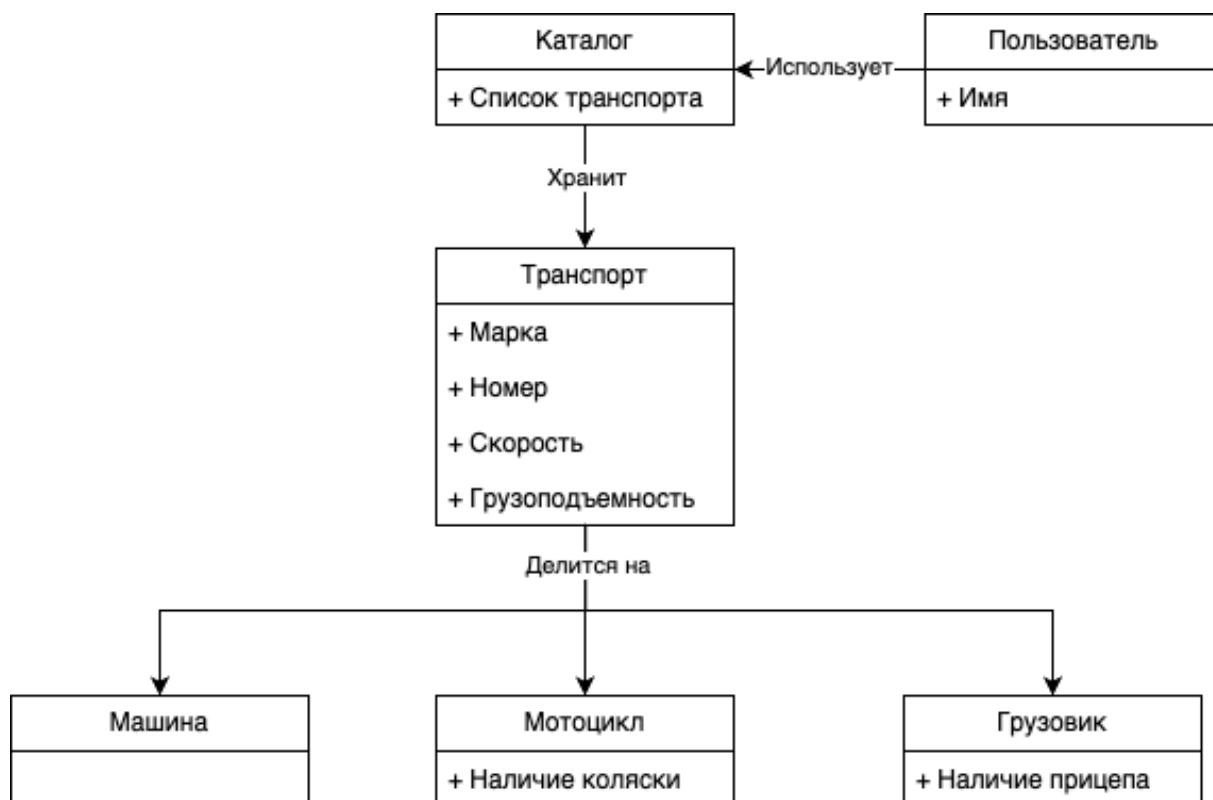 Каталог
+ Список транспорта
Использует
Пользователь
+ Имя
Хранит
Транспорт
+ Марка
+ Номер
+ Скорость
+ Грузоподъемность
Делится на
Машина
Мотоцикл
+ Наличие коляски
Грузовик
+ Наличие прицепа